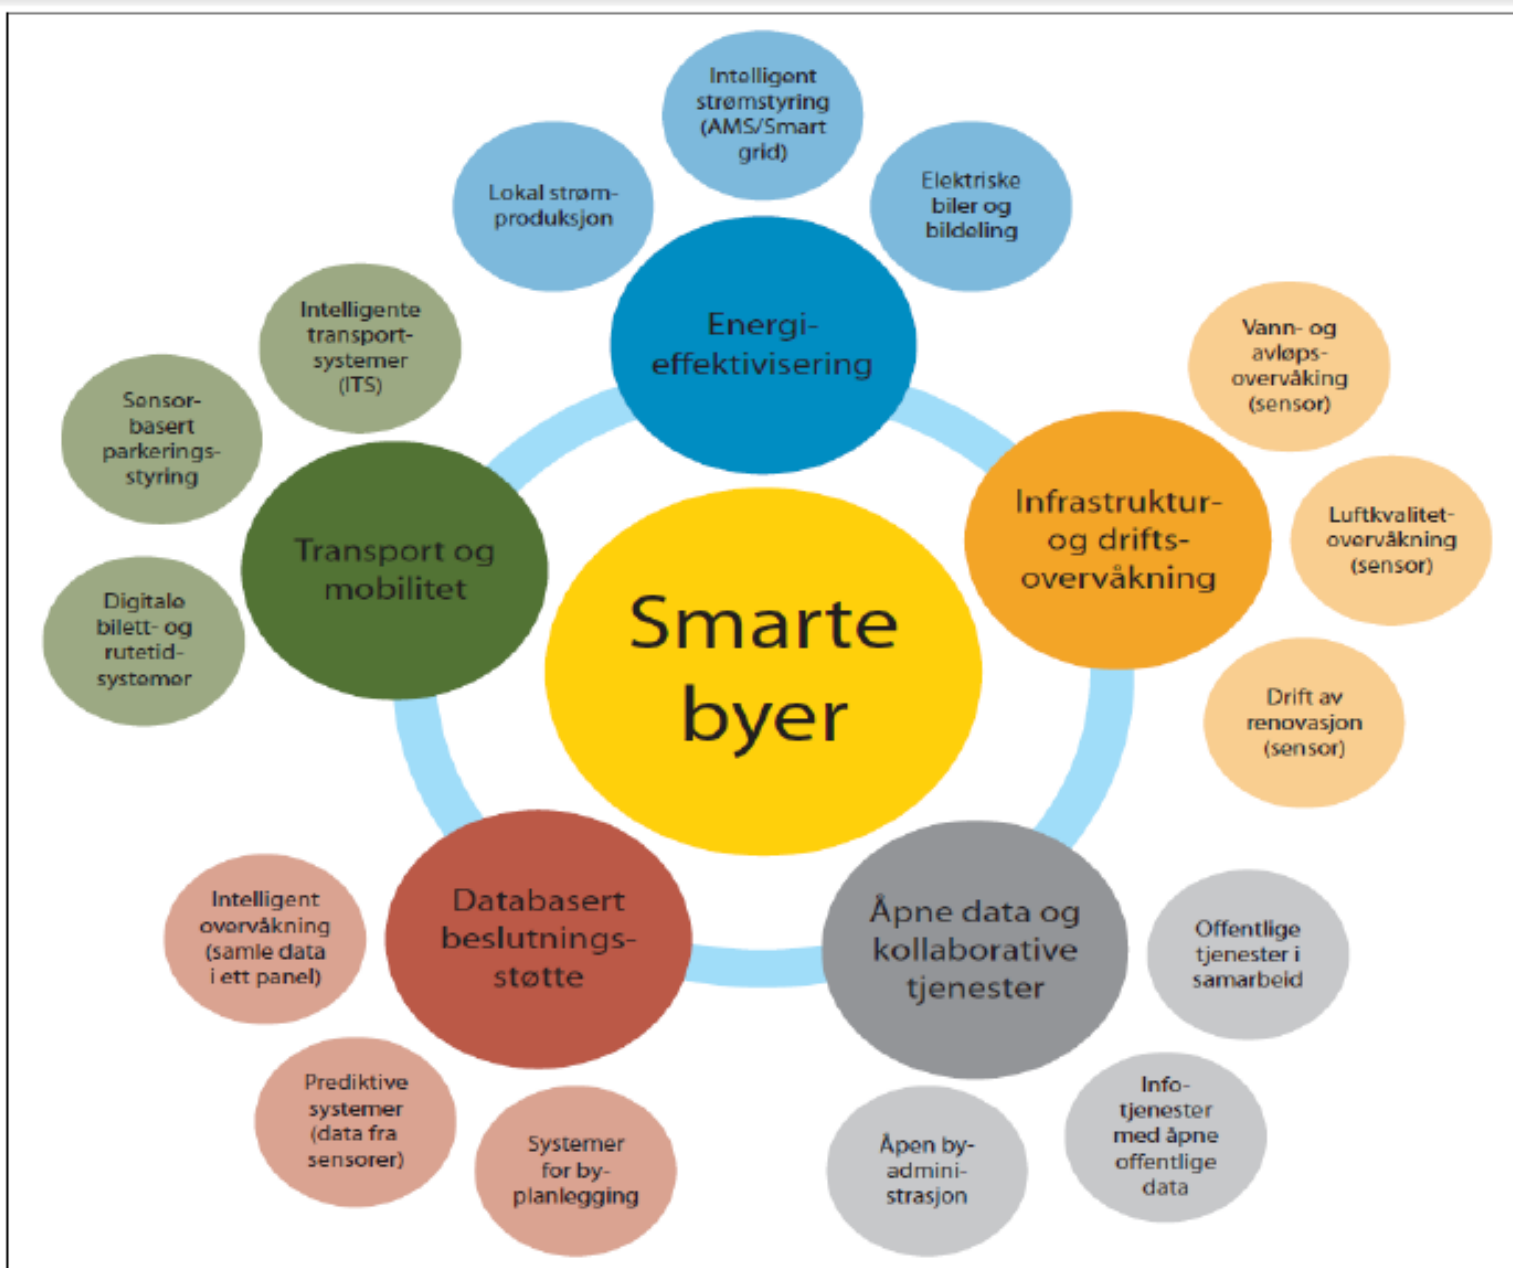 Intelligent
strømstyring
(AMS/Smart
grid)
Lokal strøm-
produksjon
Elektriske
biler og
bildeling
Energi-
effektivisering
Intelligente
transport-
systemer
(ITS)
Sensor-
basert
parkerings-
styring
Digitale
bilett- og
rutetid-
systemer
Transport og
mobilitet
Vann- og
avløps-
overvåking
(sensor)
Luftkvalitet-
overvåkning
(sensor)
Drift av
renovasjon
(sensor)
Infrastruktur-
og drifts-
overvåkning
Smarte
byer
Databasert
beslutnings-
støtte
Intelligent
overvåkning
(samle data
i ett panel)
Prediktive
systemer
(data fra
sensorer)
Systemer
for by-
planlegging
Åpne data og
kollaborative
tjenester
Offentlige
tjenester i
samarbeid
Info-
tjenester
med åpne
offentlige
data
Åpen by-
admini-
strasjon